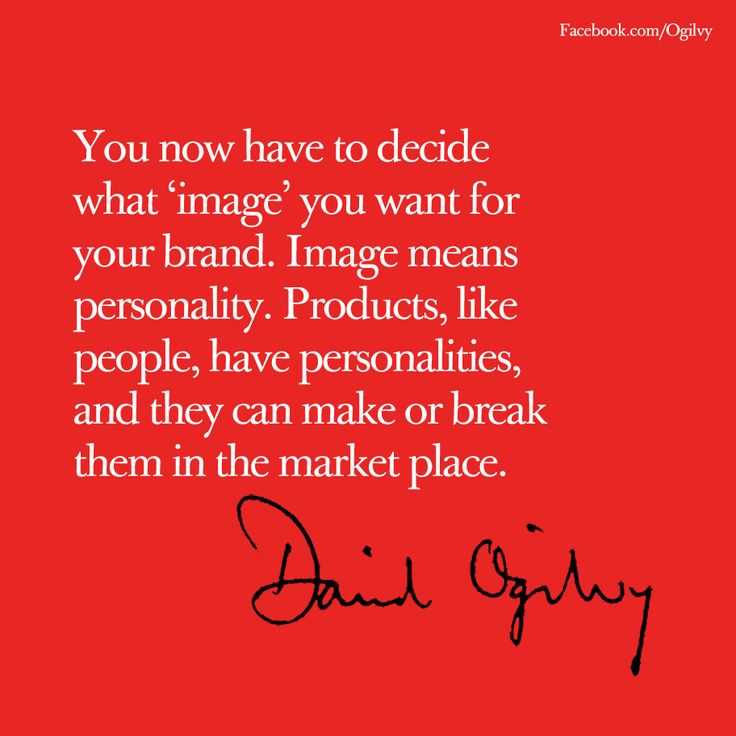 Facebook.com/Ogilvy
You now have to decide
what ‘image’ you want for
your brand. Image means
personality. Products, like
people, have personalities,
and they can make or break
them in the market place.
David Ogilvy